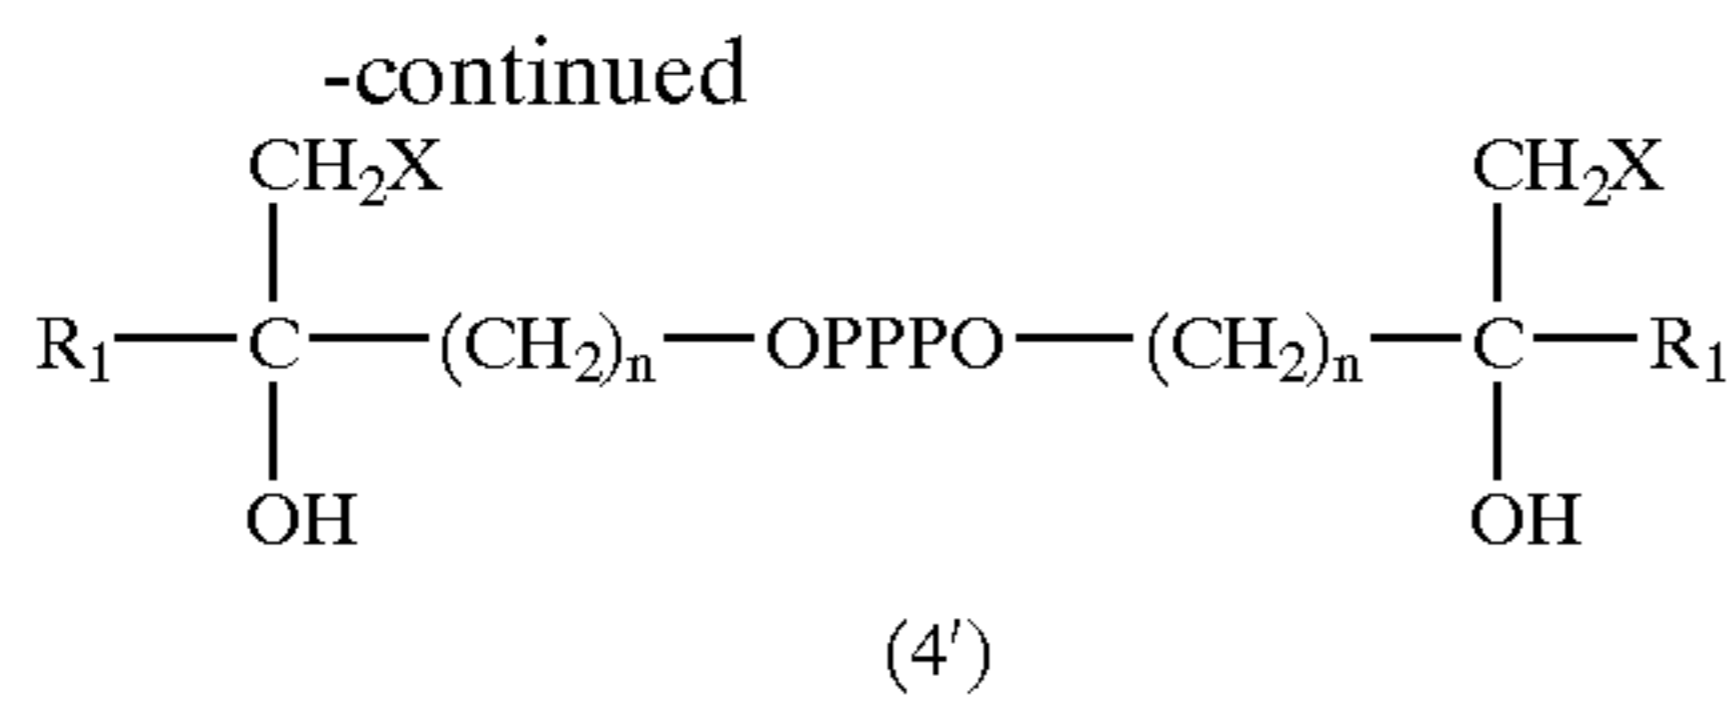 -continued
CH₂X CH₂X
R₁—C—(CH₂)ₙ—OPPPO—(CH₂)ₙ—C—R₁
OH OH
(4′)